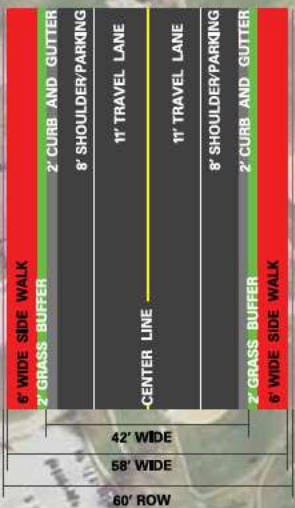 6' WIDE SIDE WALK
2' GRASS BUFFER
2' CURB AND GUTTER
8' SHOULDER/PARKING
11' TRAVEL LANE
CENTER LINE
11' TRAVEL LANE
8' SHOULDER/PARKING
2' CURB AND GUTTER
2' GRASS BUFFER
6' WIDE SIDE WALK
42' WIDE
58' WIDE
60' ROW